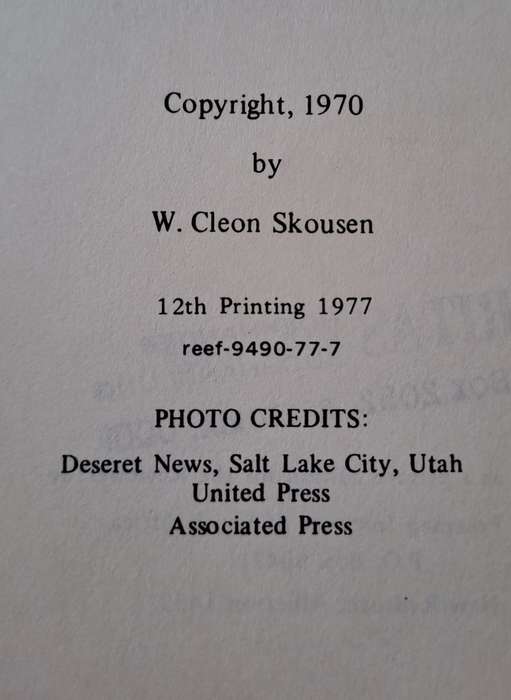 Copyright, 1970
by
W. Cleon Skousen
12th Printing 1977
reef-9490-77-7
PHOTO CREDITS:
Deseret News, Salt Lake City, Utah
United Press
Associated Press